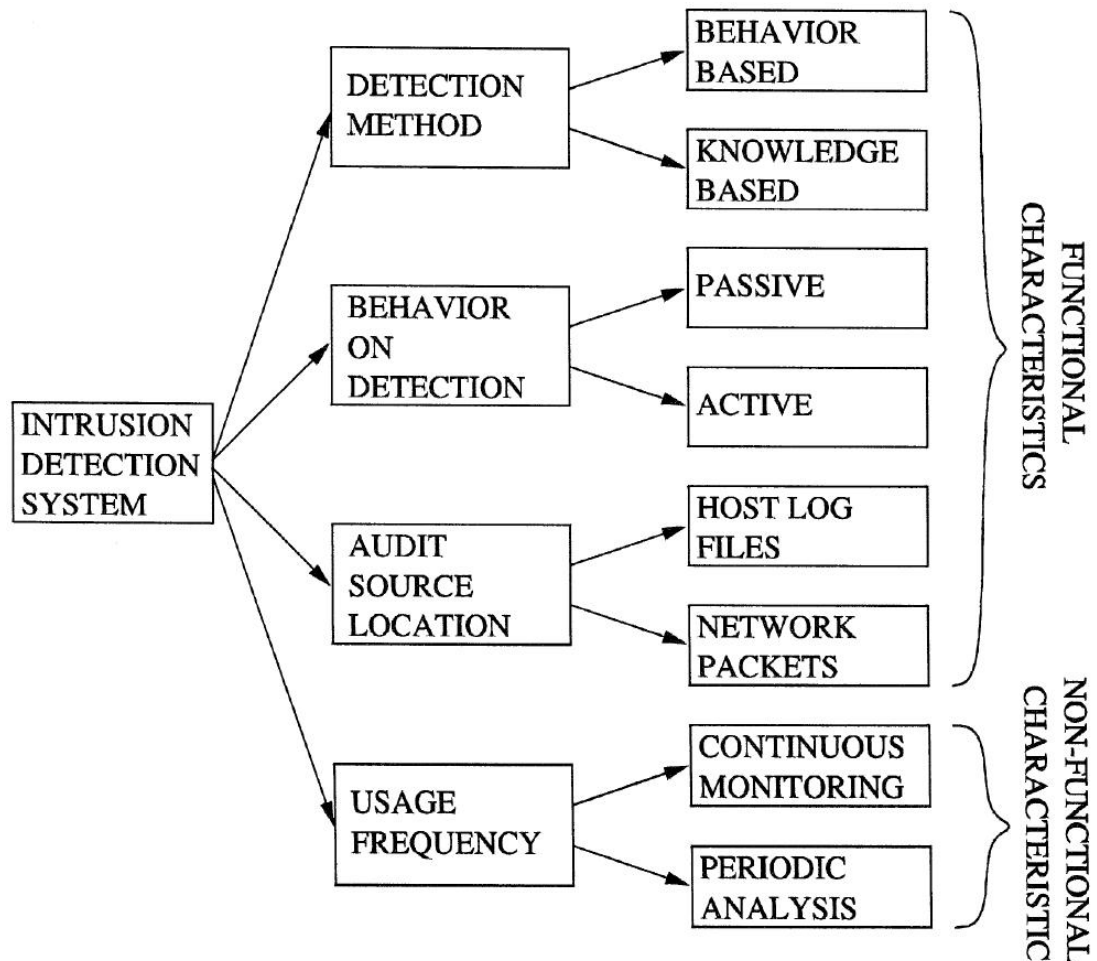 INTRUSION
DETECTION
SYSTEM
DETECTION
METHOD
BEHAVIOR
ON
DETECTION
AUDIT
SOURCE
LOCATION
USAGE
FREQUENCY
BEHAVIOR
BASED
KNOWLEDGE
BASED
PASSIVE
ACTIVE
HOST LOG
FILES
NETWORK
PACKETS
CONTINUOUS
MONITORING
PERIODIC
ANALYSIS
FUNCTIONAL
CHARACTERISTICS
NON-FUNCTIONAL
CHARACTERISTIC